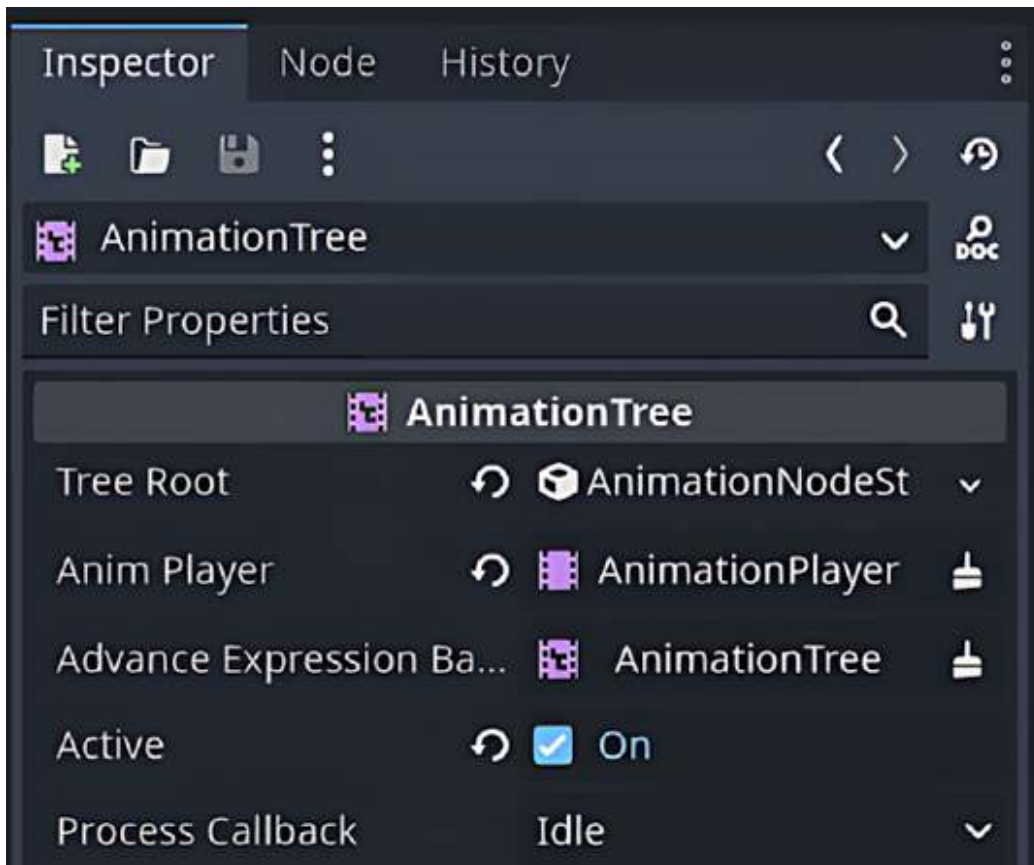 Inspector Node History
AnimationTree
DOC
Filter Properties
AnimationTree
Tree Root AnimationNodeSt
Anim Player AnimationPlayer
Advance Expression Ba... AnimationTree
Active On
Process Callback Idle